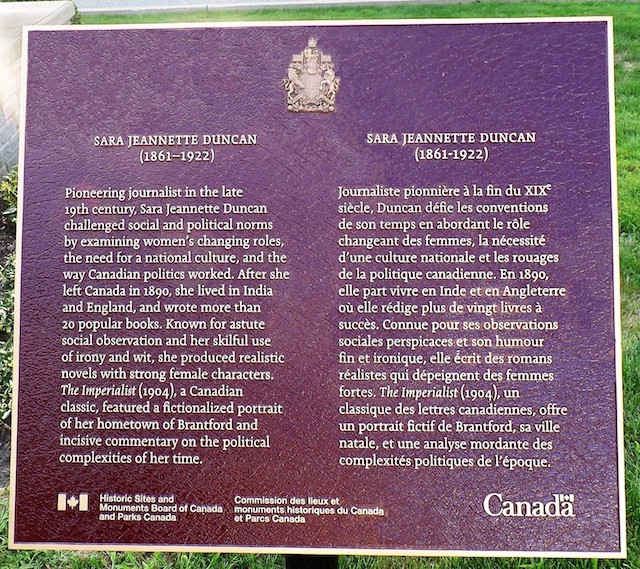 SARA JEANNETTE DUNCAN
(1861–1922)
Pioneering journalist in the late
19th century, Sara Jeannette Duncan
challenged social and political norms
by examining women's changing roles,
the need for a national culture, and the
way Canadian politics worked. After she
left Canada in 1890, she lived in India
and England, and wrote more than
20 popular books. Known for astute
social observation and her skilful use
of irony and wit, she produced realistic
novels with strong female characters.
The Imperialist (1904), a Canadian
classic, featured a fictionalized portrait
of her hometown of Brantford and
incisive commentary on the political
complexities of her time.
SARA JEANNETTE DUNCAN
(1861-1922)
Journaliste pionnière à la fin du XIXe
siècle, Duncan défie les conventions
de son temps en abordant le rôle
changeant des femmes, la nécessité
d'une culture nationale et les rouages
de la politique canadienne. En 1890,
elle part vivre en Inde et en Angleterre
où elle rédige plus de vingt livres à
succès. Connue pour ses observations
sociales perspicaces et son humour
fin et ironique, elle écrit des romans
réalistes qui dépeignent des femmes
fortes. The Imperialist (1904), un
classique des lettres canadiennes, offre
un portrait fictif de Brantford, sa ville
natale, et une analyse mordante des
complexités politiques de l'époque.
Historic Sites and
Monuments Board of Canada
and Parks Canada
Commission des lieux et
monuments historiques du Canada
et Parcs Canada
Canada